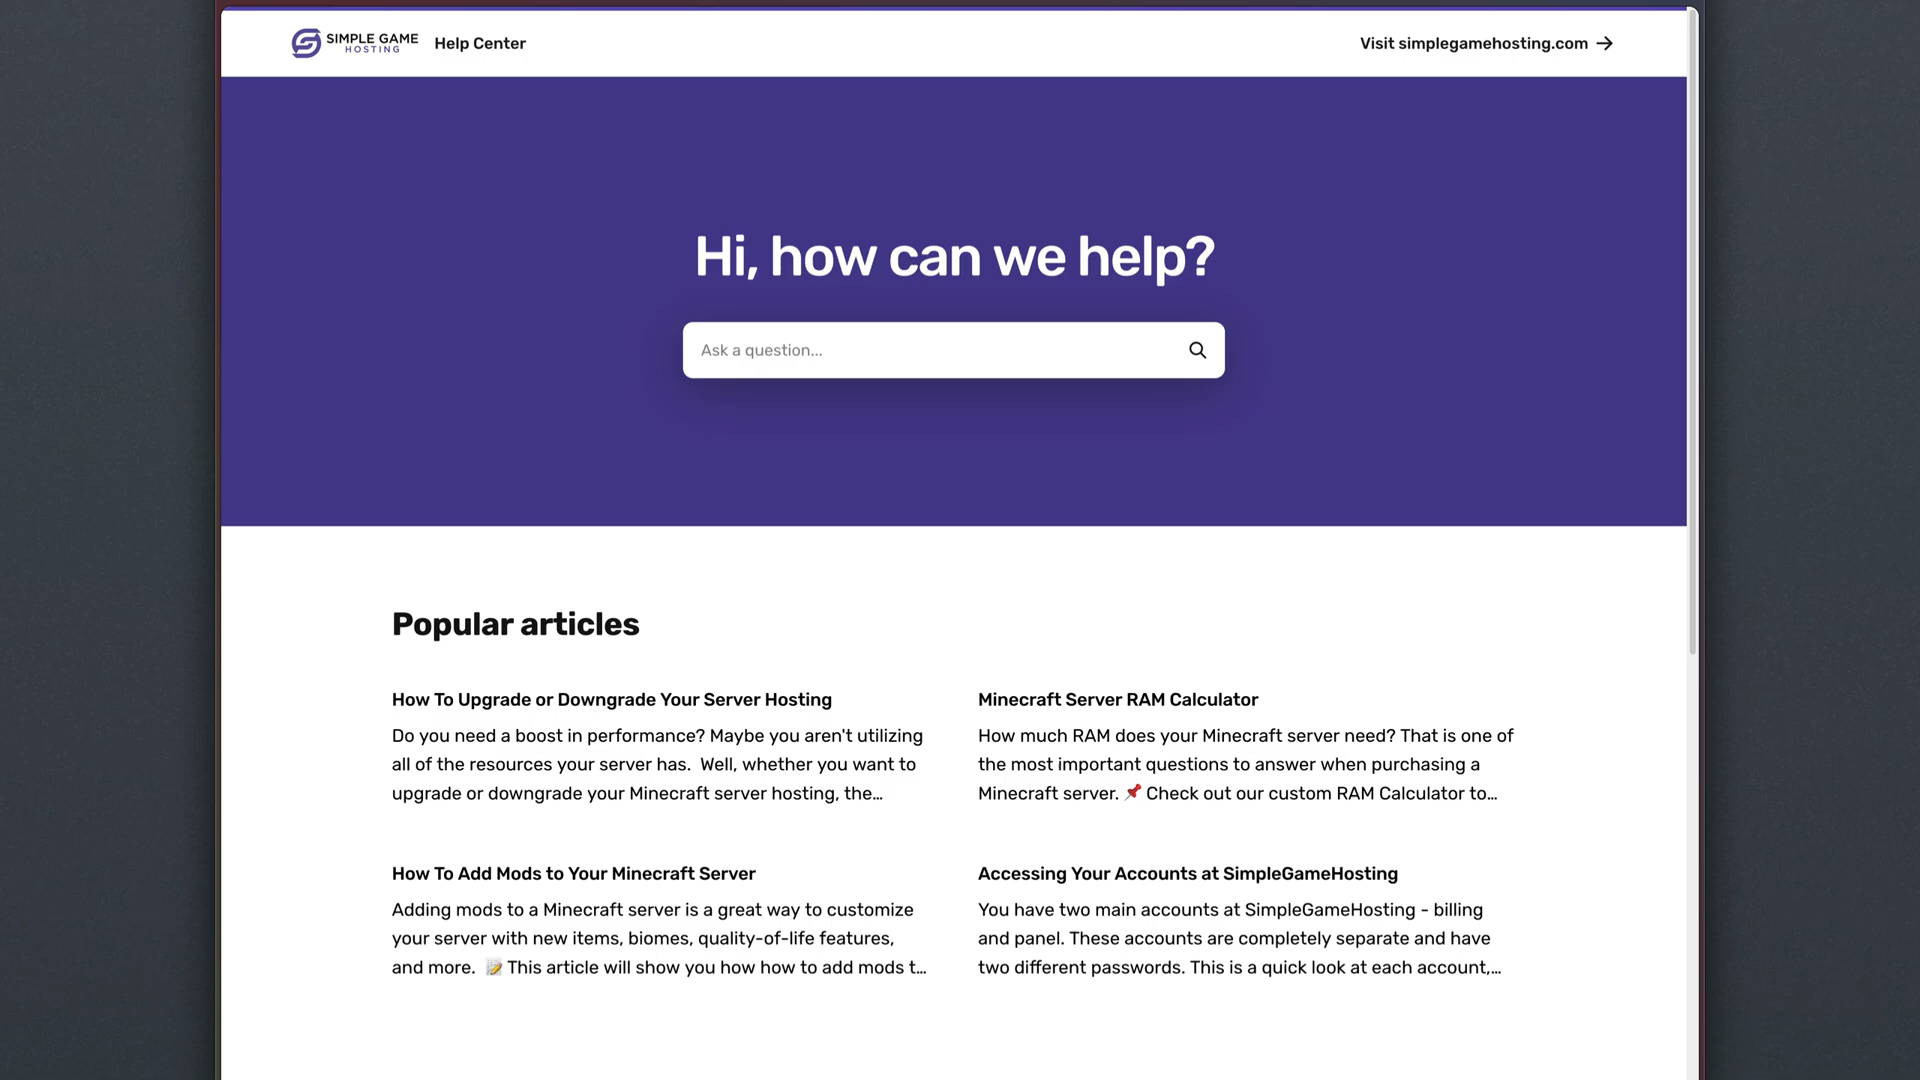 SIMPLE GAME
HOSTING
Help Center
Visit simplegamehosting.com →
Hi, how can we help?
Ask a question...
Popular articles
How To Upgrade or Downgrade Your Server Hosting
Do you need a boost in performance? Maybe you aren't utilizing
all of the resources your server has. Well, whether you want to
upgrade or downgrade your Minecraft server hosting, the...
Minecraft Server RAM Calculator
How much RAM does your Minecraft server need? That is one of
the most important questions to answer when purchasing a
Minecraft server. 📌 Check out our custom RAM Calculator to...
How To Add Mods to Your Minecraft Server
Adding mods to a Minecraft server is a great way to customize
your server with new items, biomes, quality-of-life features,
and more. 📝 This article will show you how how to add mods t...
Accessing Your Accounts at SimpleGameHosting
You have two main accounts at SimpleGameHosting - billing
and panel. These accounts are completely separate and have
two different passwords. This is a quick look at each account,...